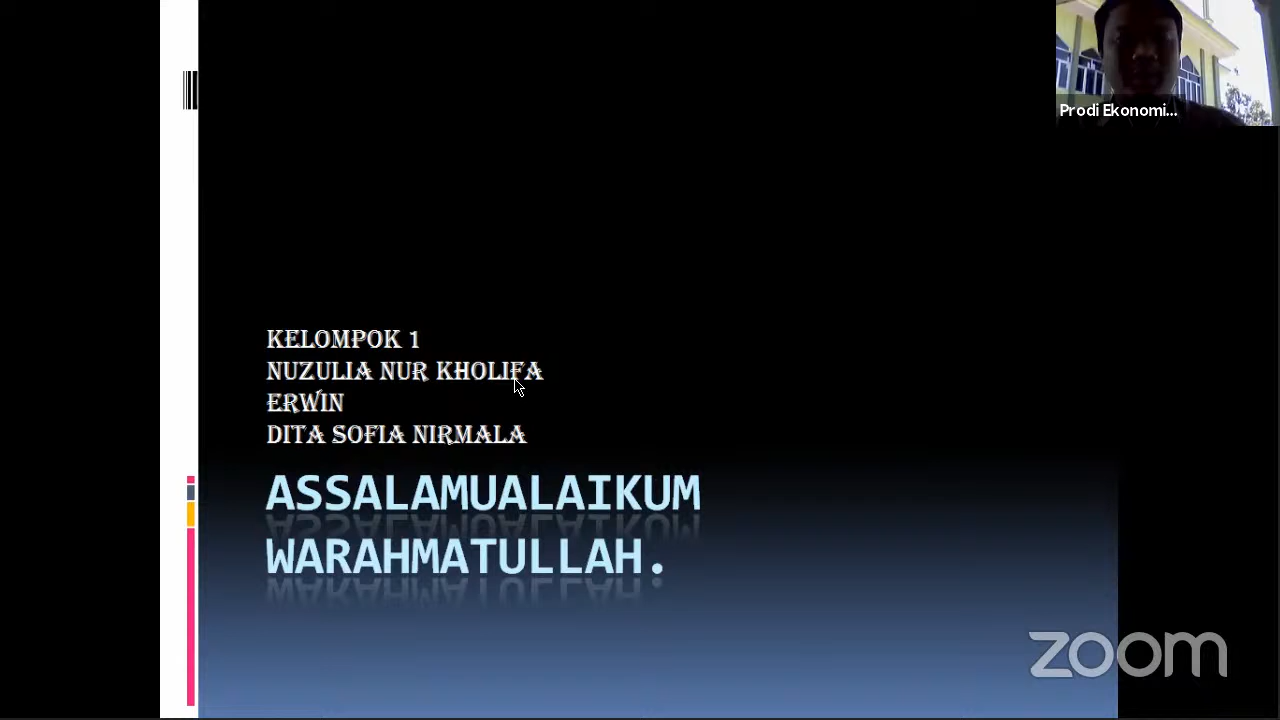 KELOMPOK 1
NUZULIA NUR KHOLIFA
ERWIN
DITA SOFIA NIRMALA
ASSALAMUALAIKUM
WARAHMATULLAH.
Prodi Ekonomi...
zoom